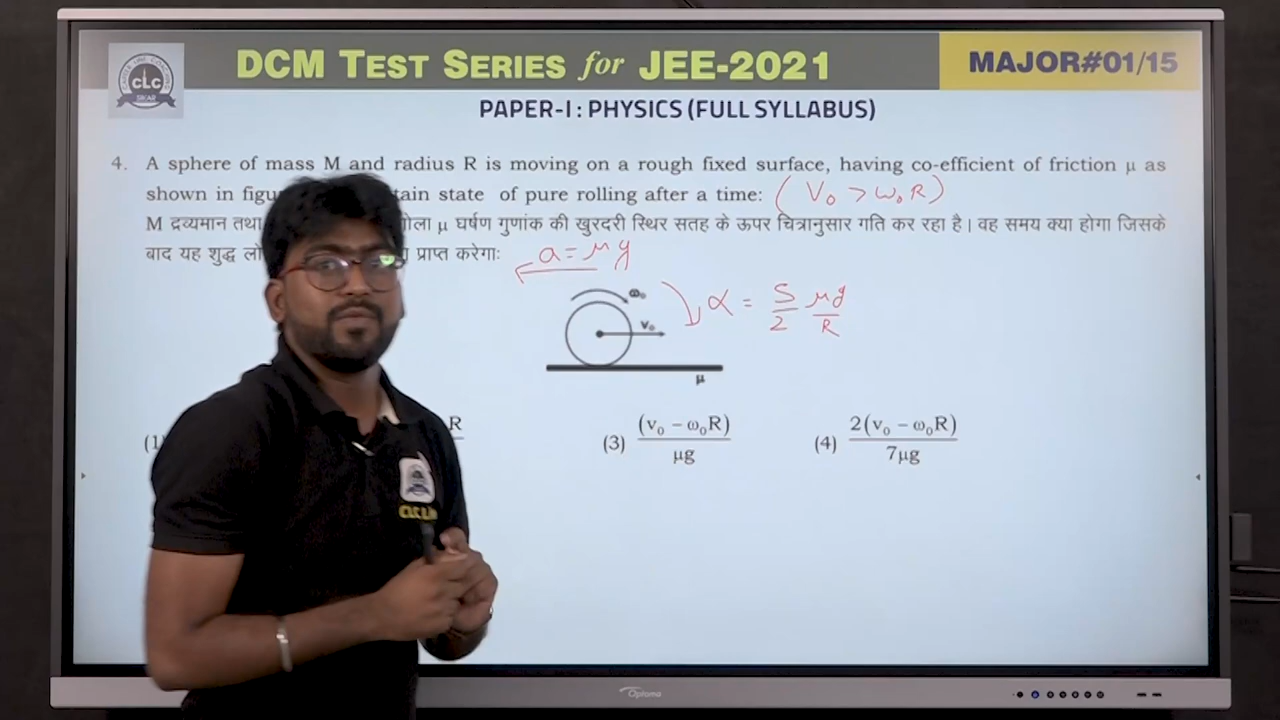 DCM TEST SERIES for JEE-2021
MAJOR#01/15
CLC
SIKAR
PAPER-I : PHYSICS (FULL SYLLABUS)
4. A sphere of mass M and radius R is moving on a rough fixed surface, having co-efficient of friction μ as
shown in state of pure rolling after a time: (V₀ > ω₀R)
M द्रव्यमान तथा गोला μ घर्षण गुणांक की खुरदरी स्थिर सतह के ऊपर चित्रानुसार गति कर रहा है। वह समय क्या होगा जिसके
बाद यह शुद्ध प्राप्त करेगाः
a = μg
α = 5/2 μg/R
ω₀
v₀
μ
(1) R (3) (v₀ – ω₀R)/μg (4) 2(v₀ – ω₀R)/7μg
Optoma